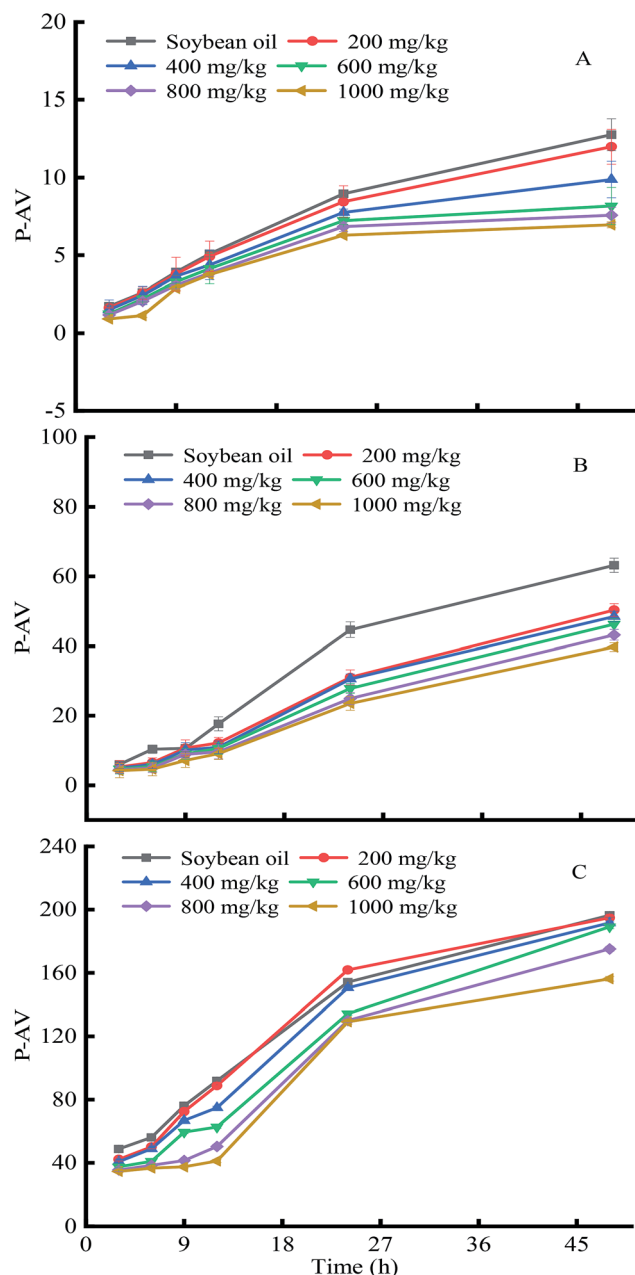 20
Soybean oil 200 mg/kg
400 mg/kg 600 mg/kg
A
800 mg/kg 1000 mg/kg
15
10
P-AV
5
0
-5
100
Soybean oil 200 mg/kg
B
400 mg/kg 600 mg/kg
80
800 mg/kg 1000 mg/kg
60
P-AV
40
20
0
240
Soybean oil 200 mg/kg
C
400 mg/kg 600 mg/kg
200
800 mg/kg 1000 mg/kg
160
P-AV
120
80
40
0
0 9 18 27 36 45
Time (h)